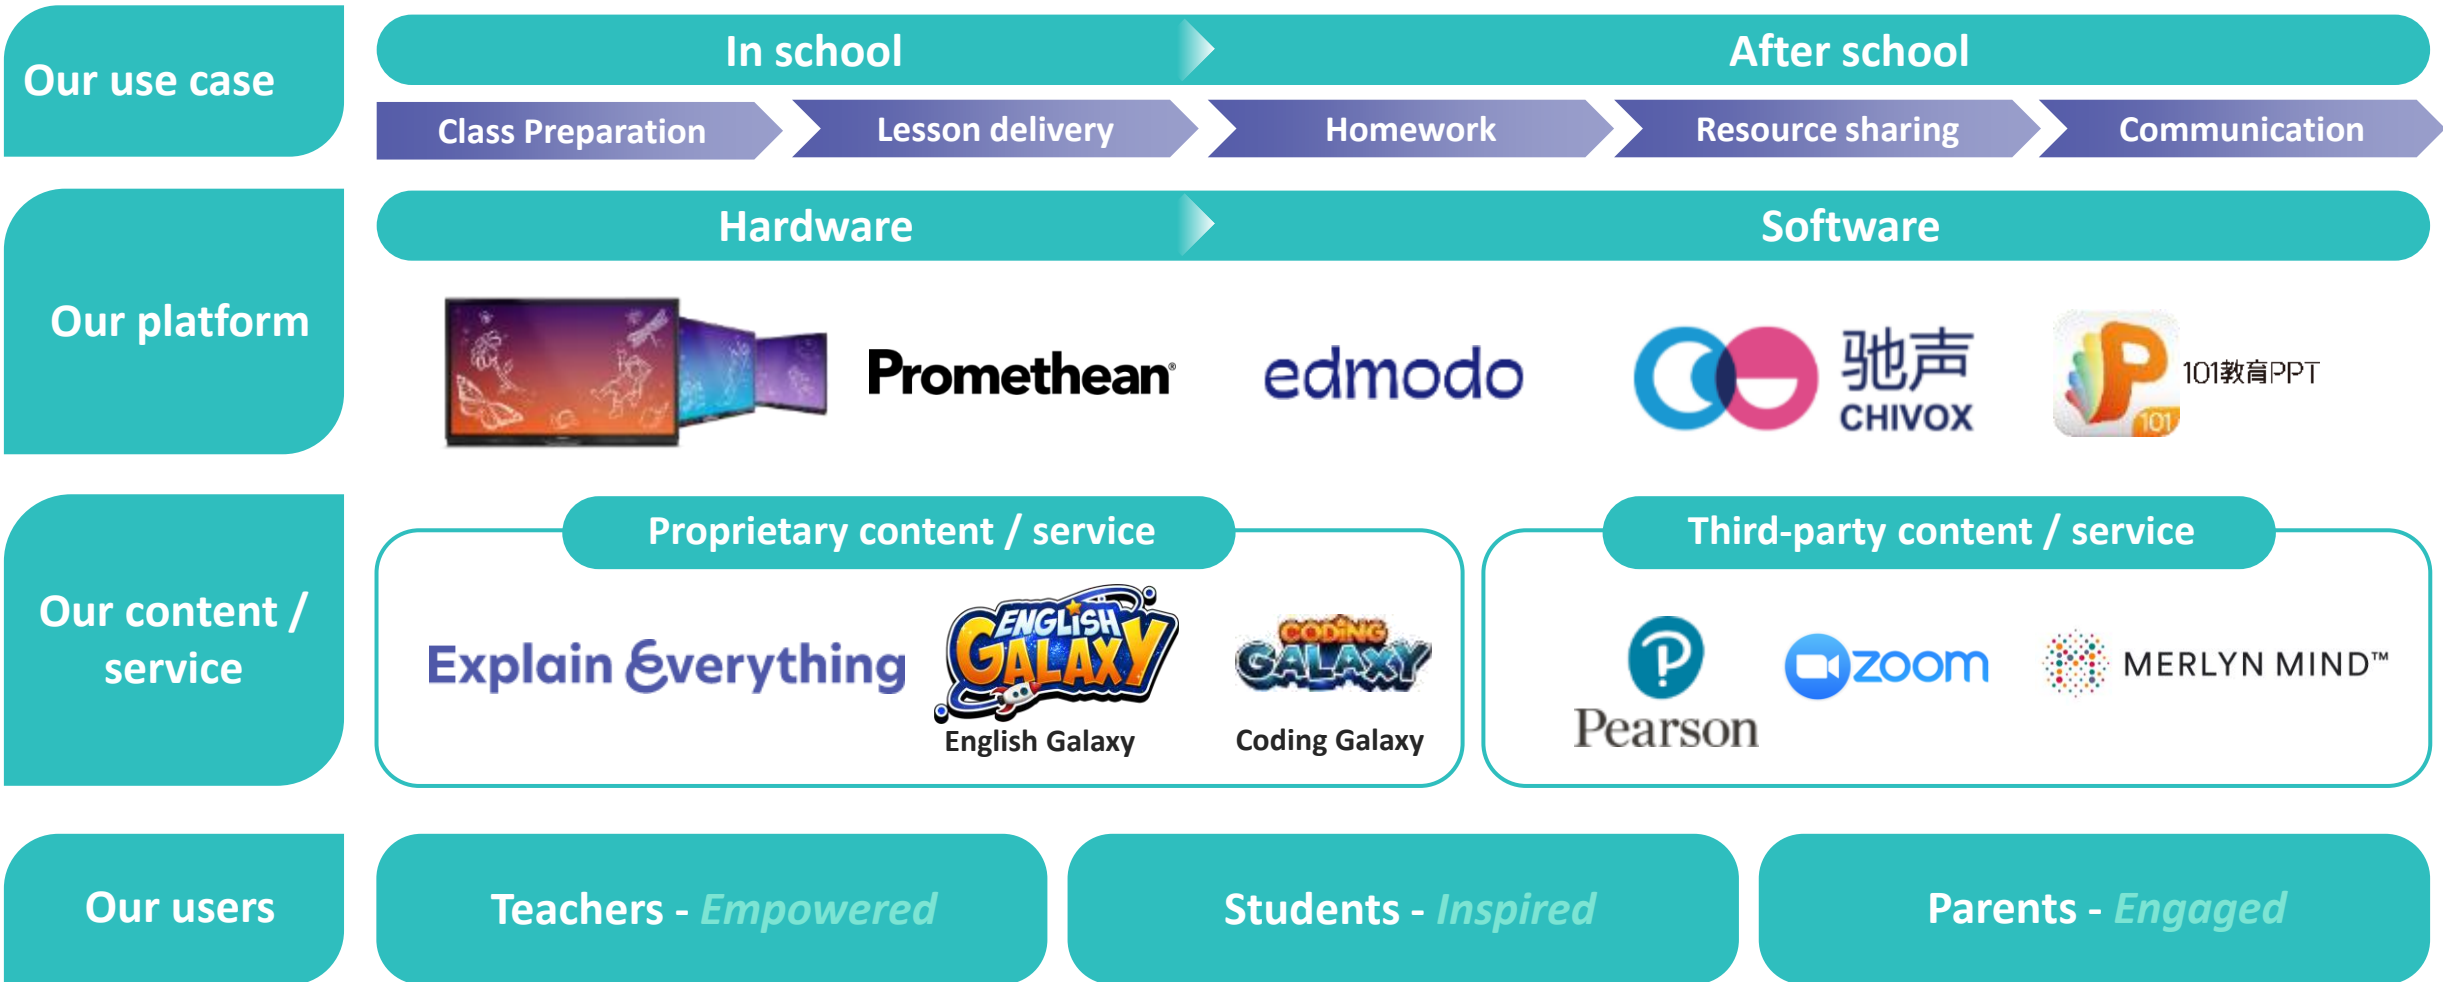 Our use case
In school
After school
Class Preparation
Lesson delivery
Homework
Resource sharing
Communication
Our platform
Hardware
Software
Promethean®
edmodo
驰声
CHIVOX
P
101
101教育PPT
Our content /
service
Proprietary content / service
Third-party content / service
Explain Everything
ENGLISH
GALAXY
English Galaxy
CODING
GALAXY
Coding Galaxy
P
Pearson
zoom
MERLYN MIND™
Our users
Teachers - Empowered
Students - Inspired
Parents - Engaged